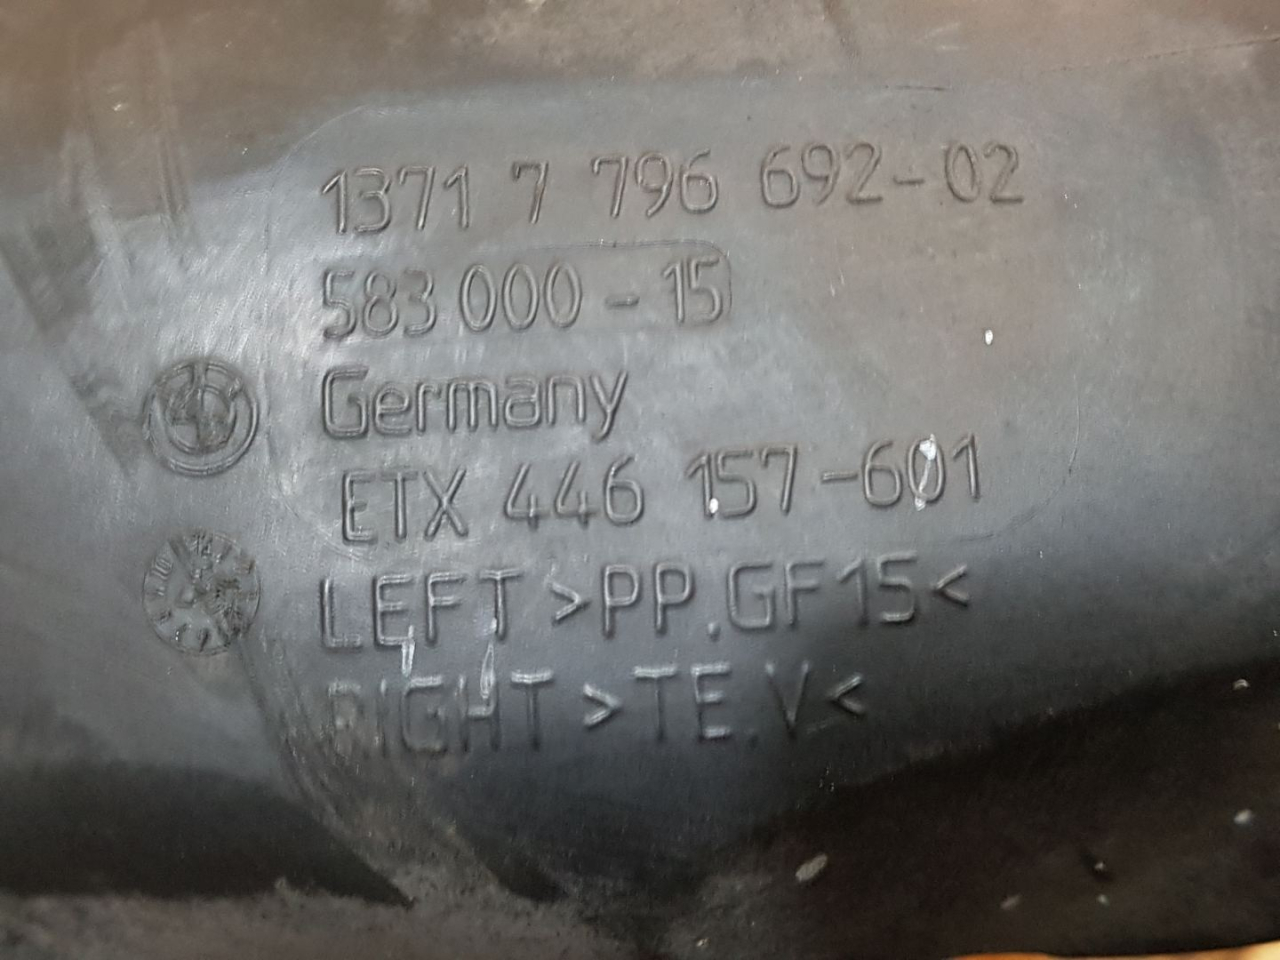 1371 7 796 692-02
583 000-15
Germany
ETX 446 157-601
LEFT >PP.GF15<
RIGHT >TE.V<